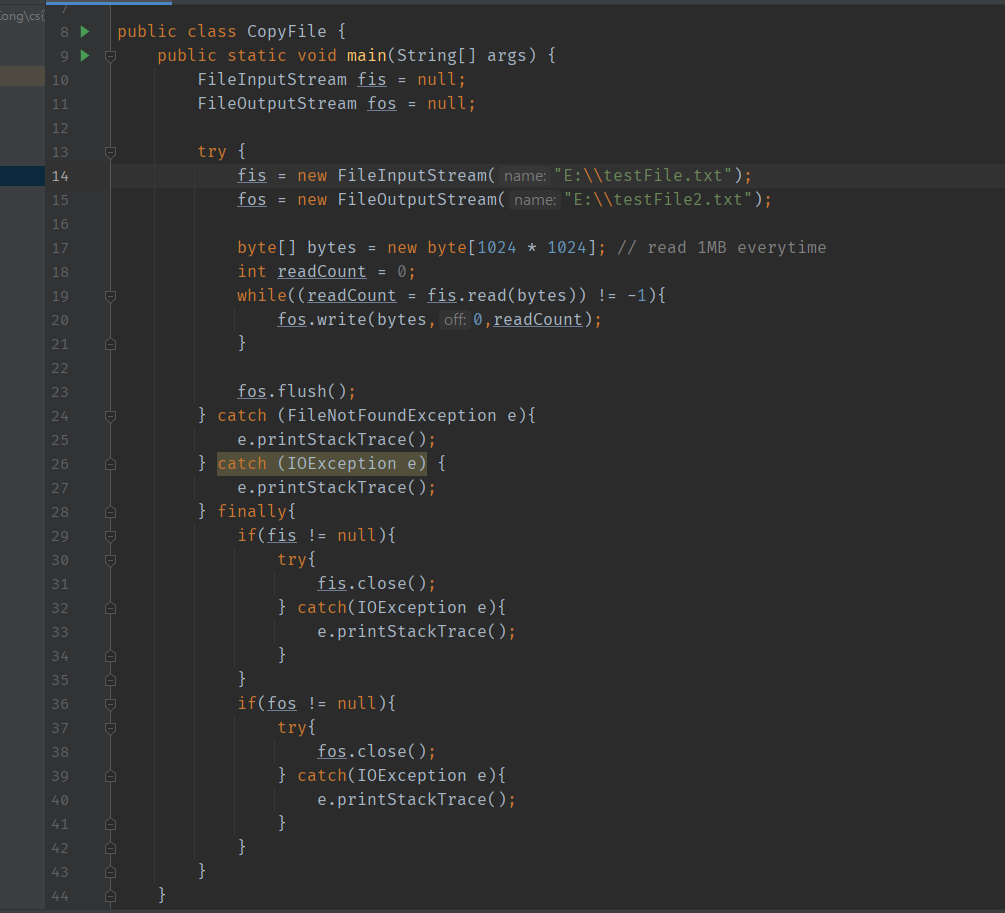 7
ong\cs
8 public class CopyFile {
9 public static void main(String[] args) {
10 FileInputStream fis = null;
11 FileOutputStream fos = null;
12
13 try {
14 fis = new FileInputStream( name: "E:\\testFile.txt");
15 fos = new FileOutputStream( name: "E:\\testFile2.txt");
16
17 byte[] bytes = new byte[1024 * 1024]; // read 1MB everytime
18 int readCount = 0;
19 while((readCount = fis.read(bytes)) != -1){
20 fos.write(bytes, off: 0,readCount);
21 }
22
23 fos.flush();
24 } catch (FileNotFoundException e){
25 e.printStackTrace();
26 } catch (IOException e) {
27 e.printStackTrace();
28 } finally{
29 if(fis != null){
30 try{
31 fis.close();
32 } catch(IOException e){
33 e.printStackTrace();
34 }
35 }
36 if(fos != null){
37 try{
38 fos.close();
39 } catch(IOException e){
40 e.printStackTrace();
41 }
42 }
43 }
44 }